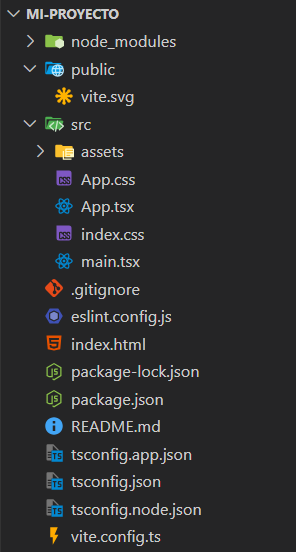 MI-PROYECTO
node_modules
public
vite.svg
src
assets
App.css
App.tsx
index.css
main.tsx
.gitignore
eslint.config.js
index.html
package-lock.json
package.json
README.md
tsconfig.app.json
tsconfig.json
tsconfig.node.json
vite.config.ts